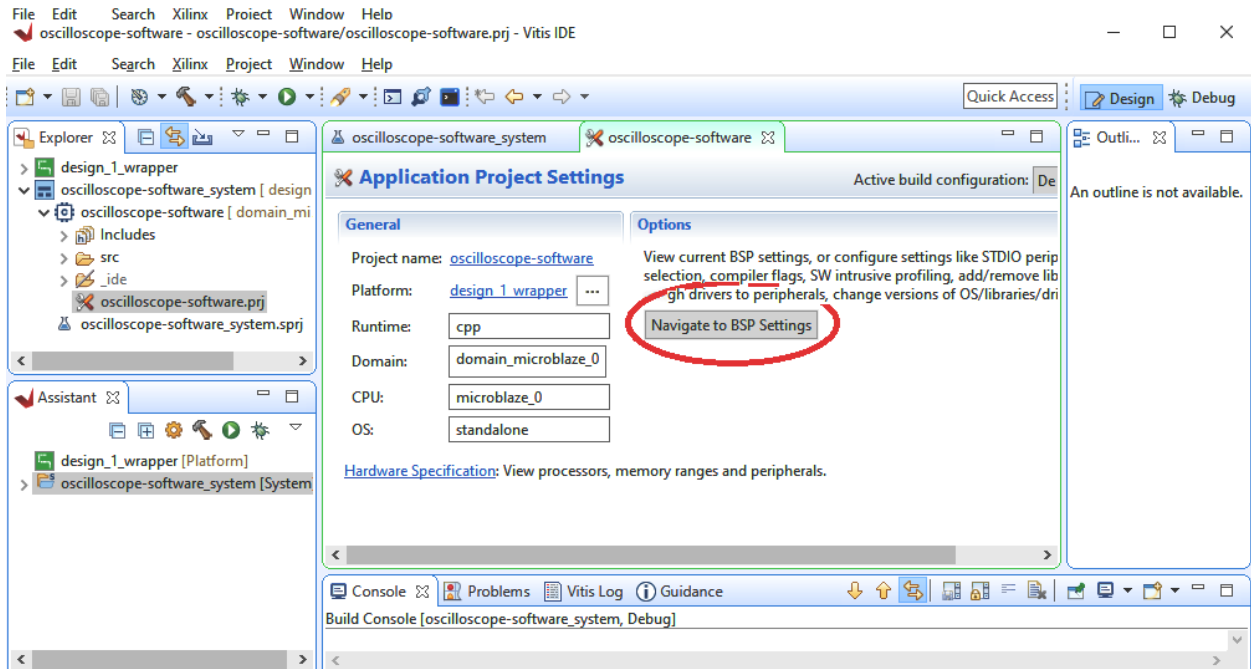 File Edit Search Xilinx Project Window Help
oscilloscope-software - oscilloscope-software/oscilloscope-software.prj - Vitis IDE
File Edit Search Xilinx Project Window Help
Quick Access
Design
Debug
Explorer
design_1_wrapper
oscilloscope-software_system [ design
oscilloscope-software [ domain_mi
Includes
src
_ide
oscilloscope-software.prj
oscilloscope-software_system.sprj
Assistant
design_1_wrapper [Platform]
oscilloscope-software_system [System
oscilloscope-software_system
oscilloscope-software
Application Project Settings
Active build configuration: De
General
Project name: oscilloscope-software
Platform: design_1_wrapper ...
Runtime: cpp
Domain: domain_microblaze_0
CPU: microblaze_0
OS: standalone
Hardware Specification: View processors, memory ranges and peripherals.
Options
View current BSP settings, or configure settings like STDIO perip
selection, compiler flags, SW intrusive profiling, add/remove lib
gh drivers to peripherals, change versions of OS/libraries/dri
Navigate to BSP Settings
Outli...
An outline is not available.
Console
Problems
Vitis Log
Guidance
Build Console [oscilloscope-software_system, Debug]